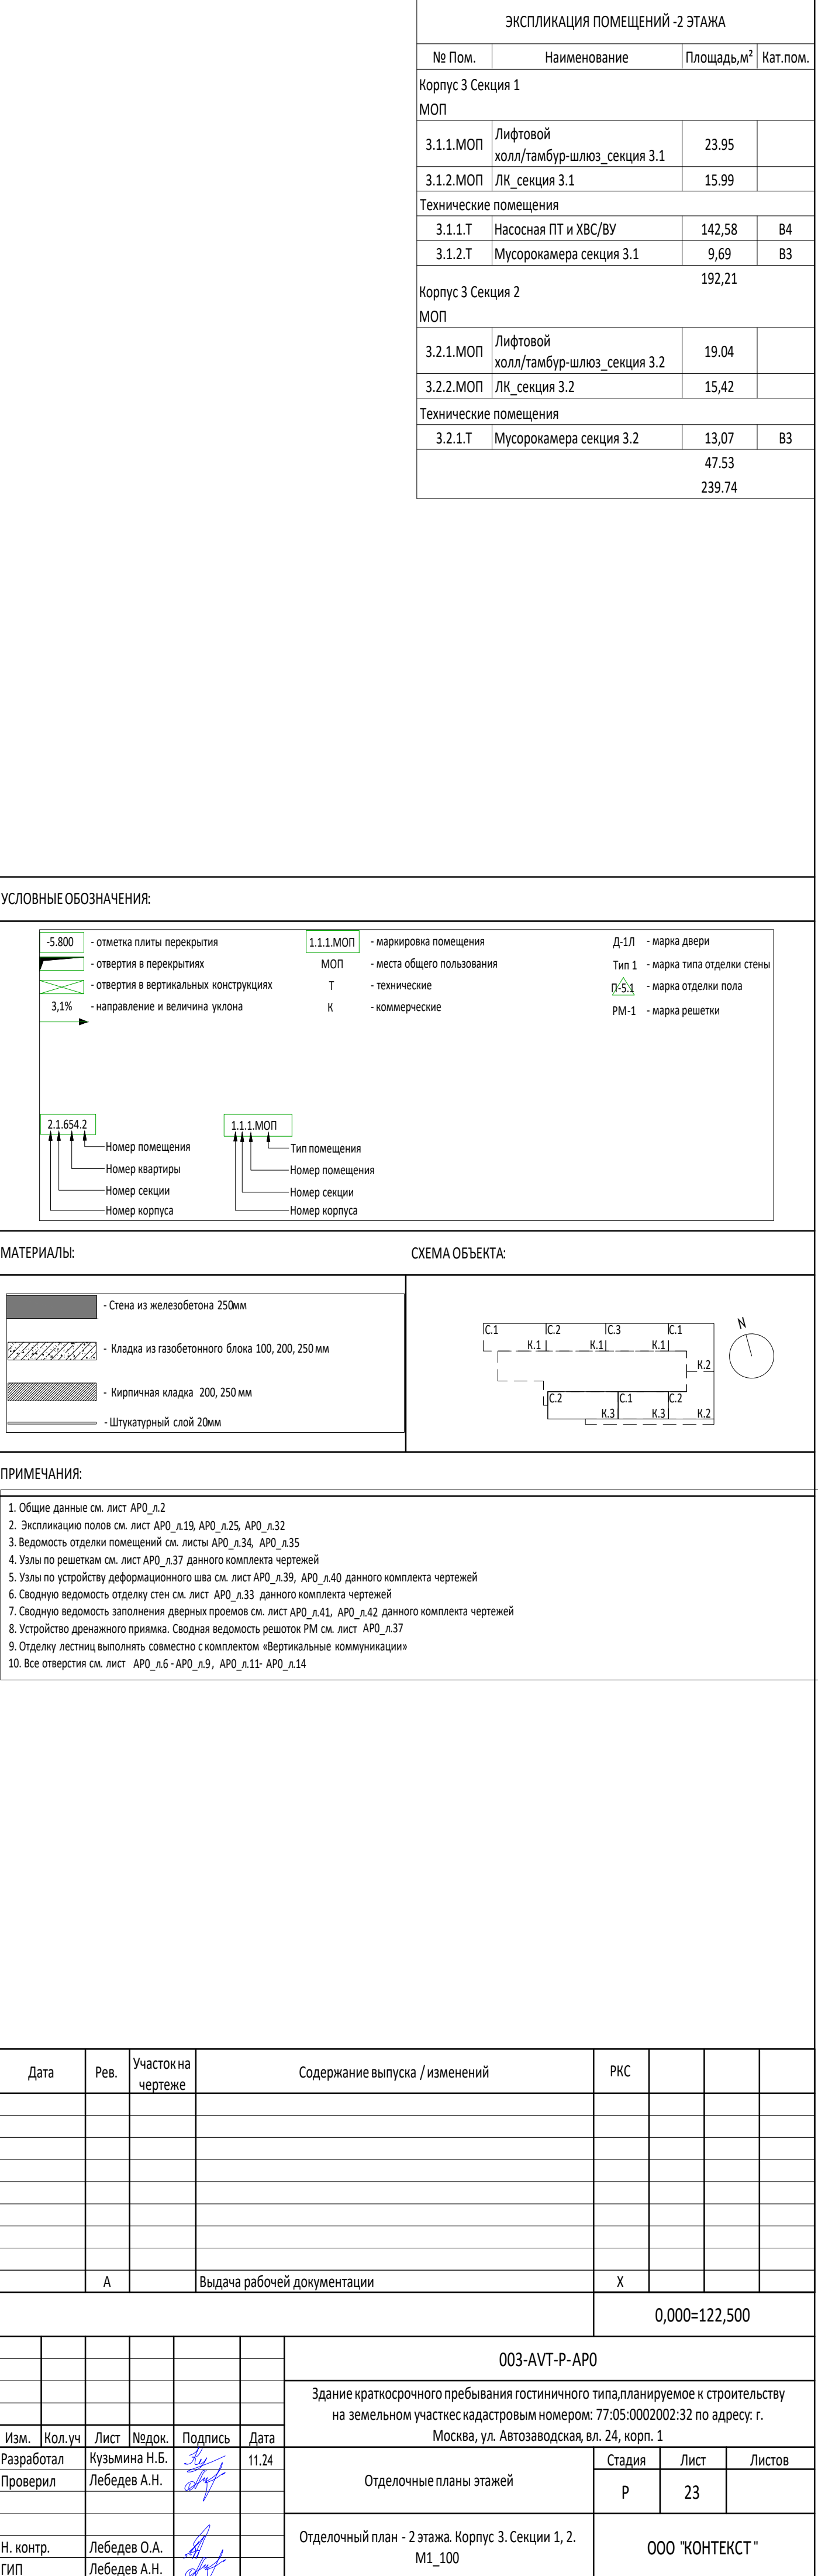 ЭКСПЛИКАЦИЯ ПОМЕЩЕНИЙ -2 ЭТАЖА
№ Пом. Наименование Площадь,м² Кат.пом.
Корпус 3 Секция 1
МОП
3.1.1.МОП Лифтовой холл/тамбур-шлюз_секция 3.1 23.95
3.1.2.МОП ЛК_секция 3.1 15.99
Технические помещения
3.1.1.Т Насосная ПТ и ХВС/ВУ 142,58 В4
3.1.2.Т Мусорокамера секция 3.1 9,69 В3
192,21
Корпус 3 Секция 2
МОП
3.2.1.МОП Лифтовой холл/тамбур-шлюз_секция 3.2 19.04
3.2.2.МОП ЛК_секция 3.2 15,42
Технические помещения
3.2.1.Т Мусорокамера секция 3.2 13,07 В3
47.53
239.74
УСЛОВНЫЕ ОБОЗНАЧЕНИЯ:
-5.800 - отметка плиты перекрытия
- отвертия в перекрытиях
- отвертия в вертикальных конструкциях
3,1% - направление и величина уклона
1.1.1.МОП - маркировка помещения
МОП - места общего пользования
Т - технические
К - коммерческие
Д-1Л - марка двери
Тип 1 - марка типа отделки стены
П-5.1 - марка отделки пола
РМ-1 - марка решетки
2.1.654.2
Номер помещения
Номер квартиры
Номер секции
Номер корпуса
1.1.1.МОП
Тип помещения
Номер помещения
Номер секции
Номер корпуса
МАТЕРИАЛЫ:
- Стена из железобетона 250мм
- Кладка из газобетонного блока 100, 200, 250 мм
- Кирпичная кладка 200, 250 мм
- Штукатурный слой 20мм
СХЕМА ОБЪЕКТА:
С.1 С.2 С.3 С.1
К.1 К.1 К.1
К.2
С.2 С.1 С.2
К.3 К.3 К.2
N
ПРИМЕЧАНИЯ:
1. Общие данные см. лист АР0_л.2
2. Экспликацию полов см. лист АР0_л.19, АР0_л.25, АР0_л.32
3. Ведомость отделки помещений см. листы АР0_л.34, АР0_л.35
4. Узлы по решеткам см. лист АР0_л.37 данного комплекта чертежей
5. Узлы по устройству деформационного шва см. лист АР0_л.39, АР0_л.40 данного комплекта чертежей
6. Сводную ведомость отделку стен см. лист АР0_л.33 данного комплекта чертежей
7. Сводную ведомость заполнения дверных проемов см. лист АР0_л.41, АР0_л.42 данного комплекта чертежей
8. Устройство дренажного приямка. Сводная ведомость решоток РМ см. лист АР0_л.37
9. Отделку лестниц выполнять совместно с комплектом «Вертикальные коммуникации»
10. Все отверстия см. лист АР0_л.6 - АР0_л.9, АР0_л.11- АР0_л.14
Дата Рев. Участок на чертеже Содержание выпуска / изменений РКС
А Выдача рабочей документации Х
0,000=122,500
003-AVT-Р-АР0
Здание краткосрочного пребывания гостиничного типа,планируемое к строительству
на земельном участкес кадастровым номером: 77:05:0002002:32 по адресу: г.
Москва, ул. Автозаводская, вл. 24, корп. 1
Изм. Кол.уч Лист №док. Подпись Дата
Разработал Кузьмина Н.Б. 11.24
Проверил Лебедев А.Н.
Отделочные планы этажей
Стадия Лист Листов
Р 23
Н. контр. Лебедев О.А.
ГИП Лебедев А.Н.
Отделочный план - 2 этажа. Корпус 3. Секции 1, 2.
М1_100
ООО "КОНТЕКСТ"